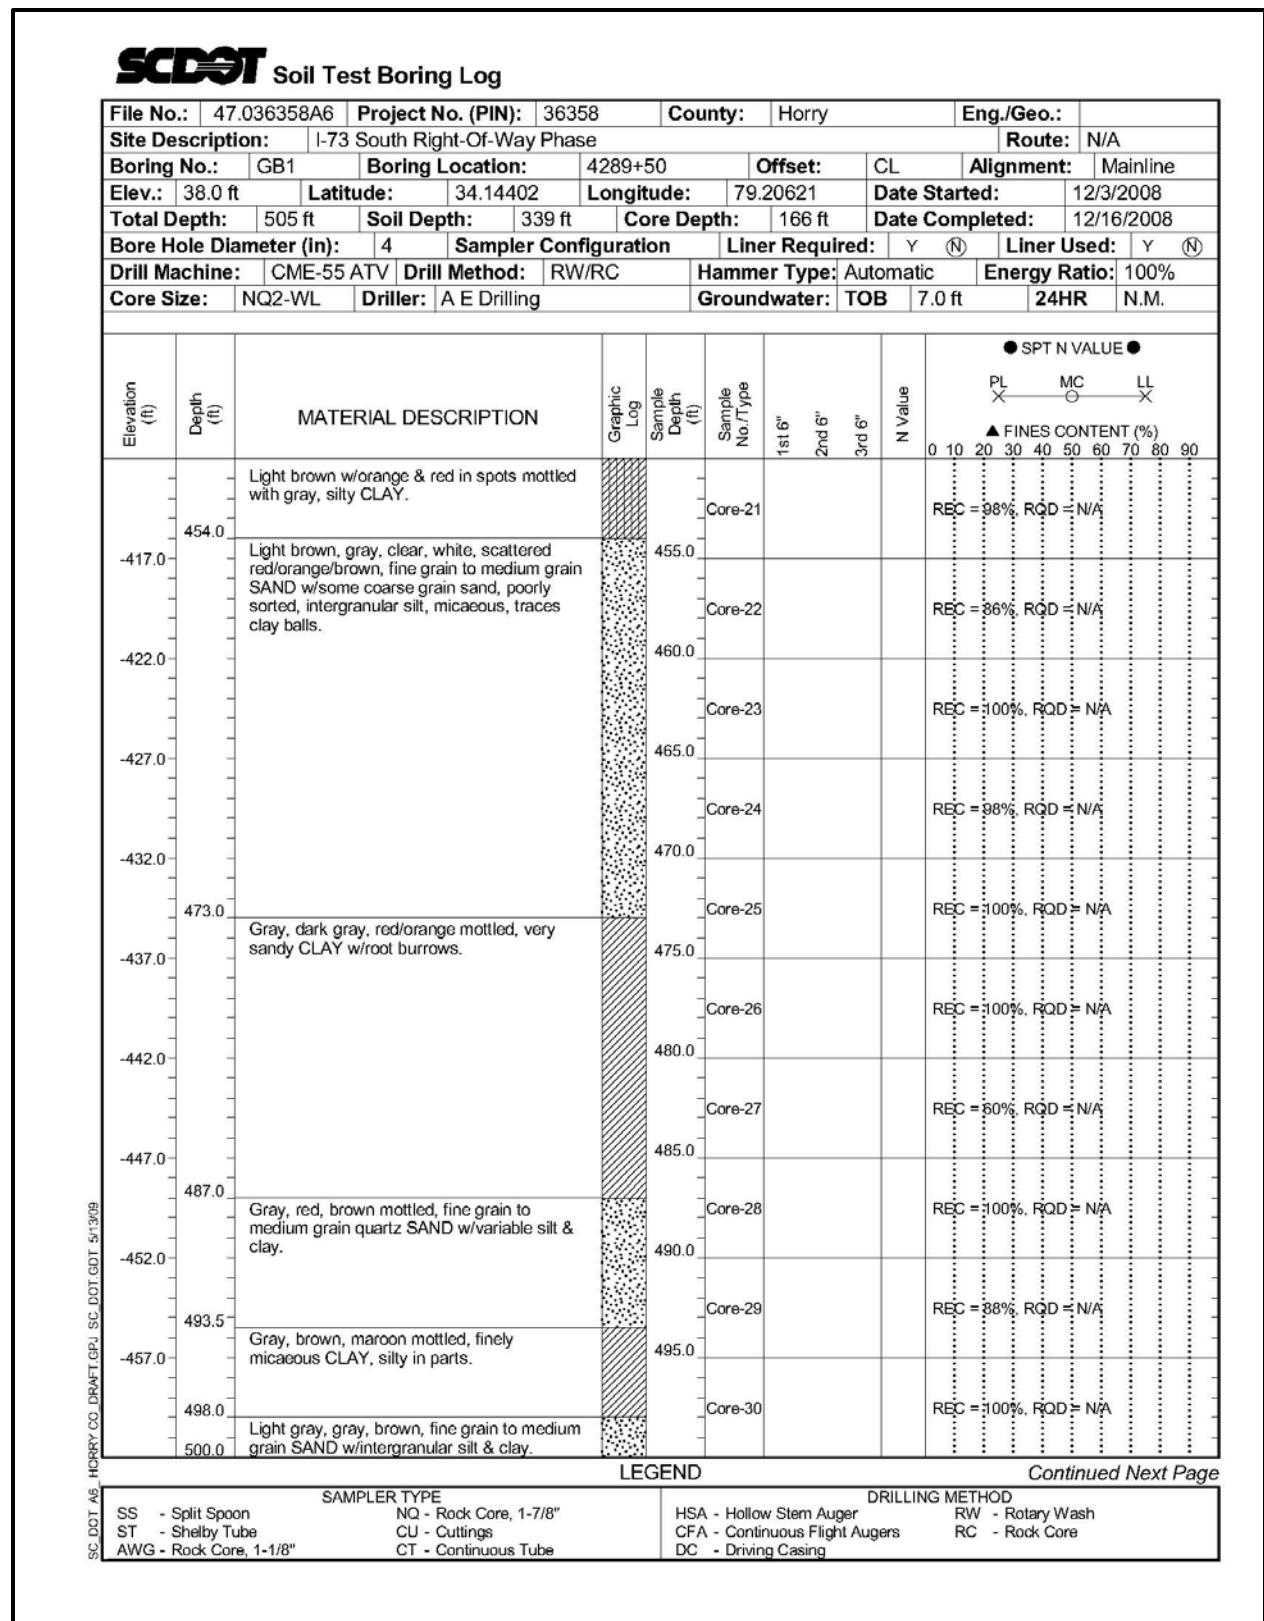 SCDOT Soil Test Boring Log
File No.: 47.036358A6 Project No. (PIN): 36358 County: Horry Eng./Geo.:
Site Description: I-73 South Right-Of-Way Phase Route: N/A
Boring No.: GB1 Boring Location: 4289+50 Offset: CL Alignment: Mainline
Elev.: 38.0 ft Latitude: 34.14402 Longitude: 79.20621 Date Started: 12/3/2008
Total Depth: 505 ft Soil Depth: 339 ft Core Depth: 166 ft Date Completed: 12/16/2008
Bore Hole Diameter (in): 4 Sampler Configuration Liner Required: Y N Liner Used: Y N
Drill Machine: CME-55 ATV Drill Method: RW/RC Hammer Type: Automatic Energy Ratio: 100%
Core Size: NQ2-WL Driller: A E Drilling Groundwater: TOB 7.0 ft 24HR N.M.
Elevation (ft)
Depth (ft)
MATERIAL DESCRIPTION
Graphic Log
Sample Depth (ft)
Sample No./Type
1st 6"
2nd 6"
3rd 6"
N Value
● SPT N VALUE ●
PL MC LL
▲ FINES CONTENT (%)
0 10 20 30 40 50 60 70 80 90
Light brown w/orange & red in spots mottled
with gray, silty CLAY.
Core-21 REC = 98%, RQD = N/A
454.0
Light brown, gray, clear, white, scattered
-417.0 455.0
red/orange/brown, fine grain to medium grain
SAND w/some coarse grain sand, poorly
sorted, intergranular silt, micaeous, traces
Core-22 REC = 86%, RQD = N/A
clay balls.
-422.0 460.0
Core-23 REC = 100%, RQD = N/A
-427.0 465.0
Core-24 REC = 98%, RQD = N/A
-432.0 470.0
473.0 Core-25 REC = 100%, RQD = N/A
Gray, dark gray, red/orange mottled, very
sandy CLAY w/root burrows.
-437.0 475.0
Core-26 REC = 100%, RQD = N/A
-442.0 480.0
Core-27 REC = 60%, RQD = N/A
-447.0 485.0
487.0
Gray, red, brown mottled, fine grain to
Core-28 REC = 100%, RQD = N/A
medium grain quartz SAND w/variable silt &
clay.
-452.0 490.0
Core-29 REC = 88%, RQD = N/A
493.5
Gray, brown, maroon mottled, finely
micaeous CLAY, silty in parts.
-457.0 495.0
498.0 Core-30 REC = 100%, RQD = N/A
Light gray, gray, brown, fine grain to medium
500.0 grain SAND w/intergranular silt & clay.
LEGEND Continued Next Page
SAMPLER TYPE DRILLING METHOD
SS - Split Spoon NQ - Rock Core, 1-7/8" HSA - Hollow Stem Auger RW - Rotary Wash
ST - Shelby Tube CU - Cuttings CFA - Continuous Flight Augers RC - Rock Core
AWG - Rock Core, 1-1/8" CT - Continuous Tube DC - Driving Casing
SC_DOT A6_ HORRY CO_DRAFT.GPJ SC_DOT.GDT 5/13/09